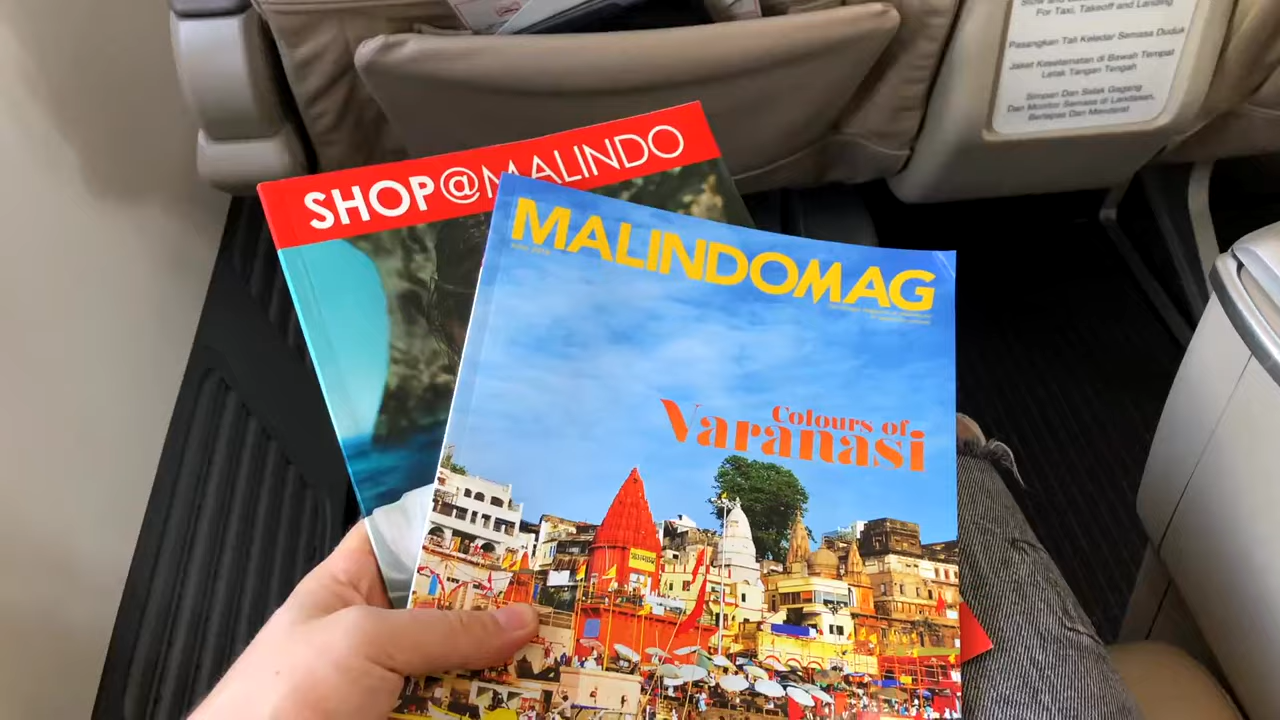 For Taxi, Takeoff and Landing
Pasangkan Tali Keledar Semasa Duduk
Jaket Keselamatan di Bawah Tempat
Letak Tangan Tengah
Simpan Dan Selak Gagang
Dan Monitor Semasa di Landasan,
Berlepas Dan Mendarat
SHOP@MALINDO
MALINDOMAG
Colours of
Varanasi